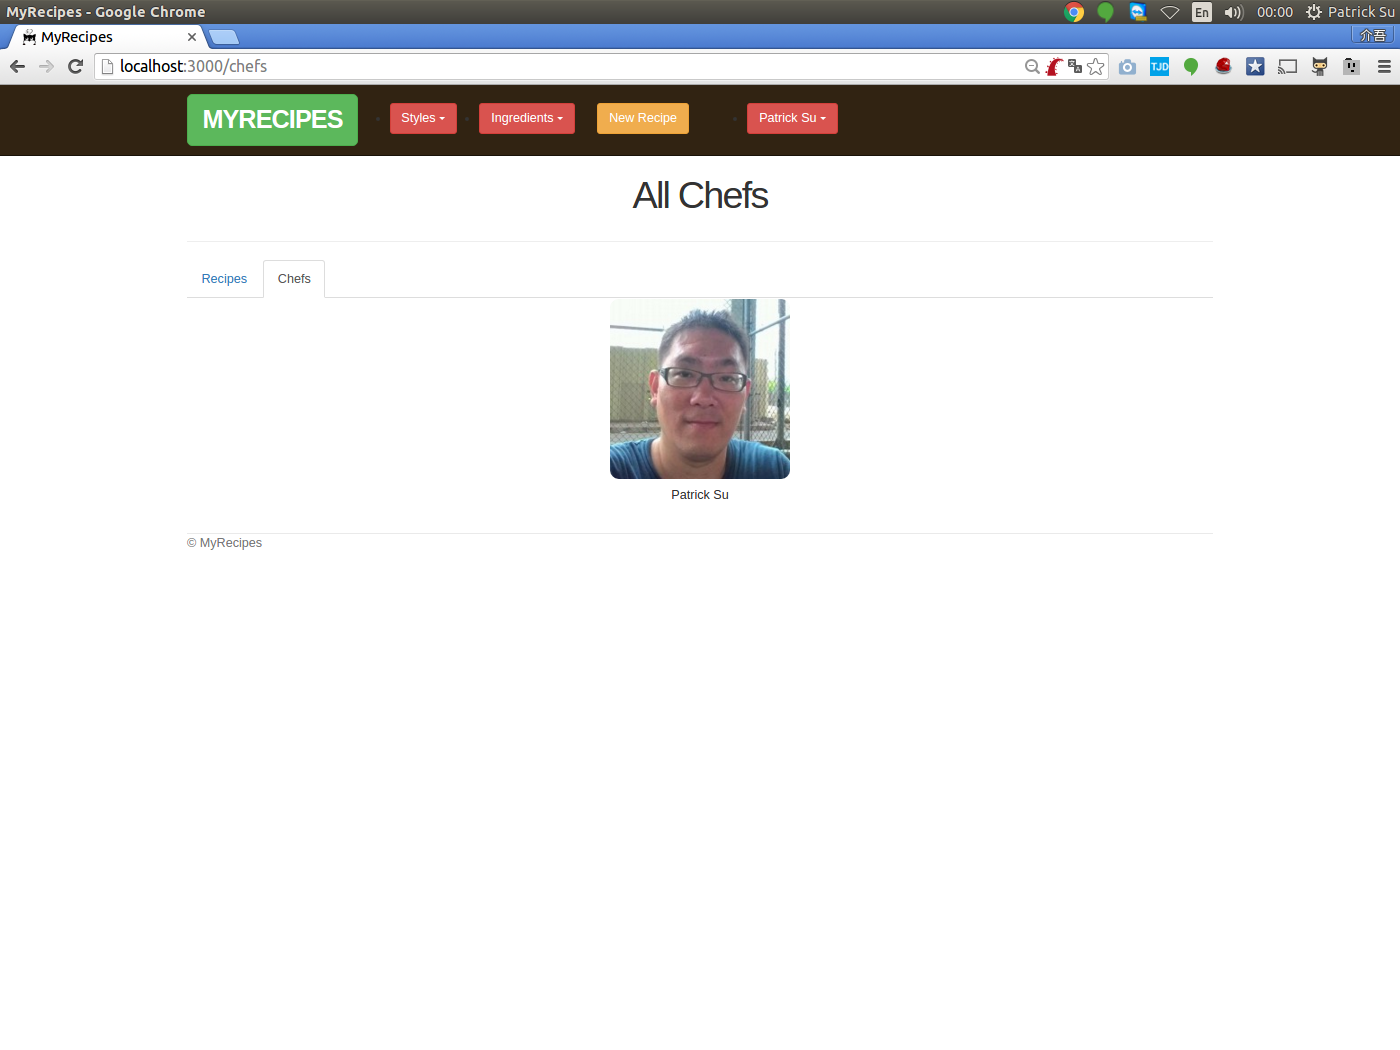 MyRecipes - Google Chrome
En
00:00
Patrick Su
MyRecipes
介吾
localhost:3000/chefs
TJD
MYRECIPES
Styles
Ingredients
New Recipe
Patrick Su
All Chefs
Recipes
Chefs
Patrick Su
© MyRecipes